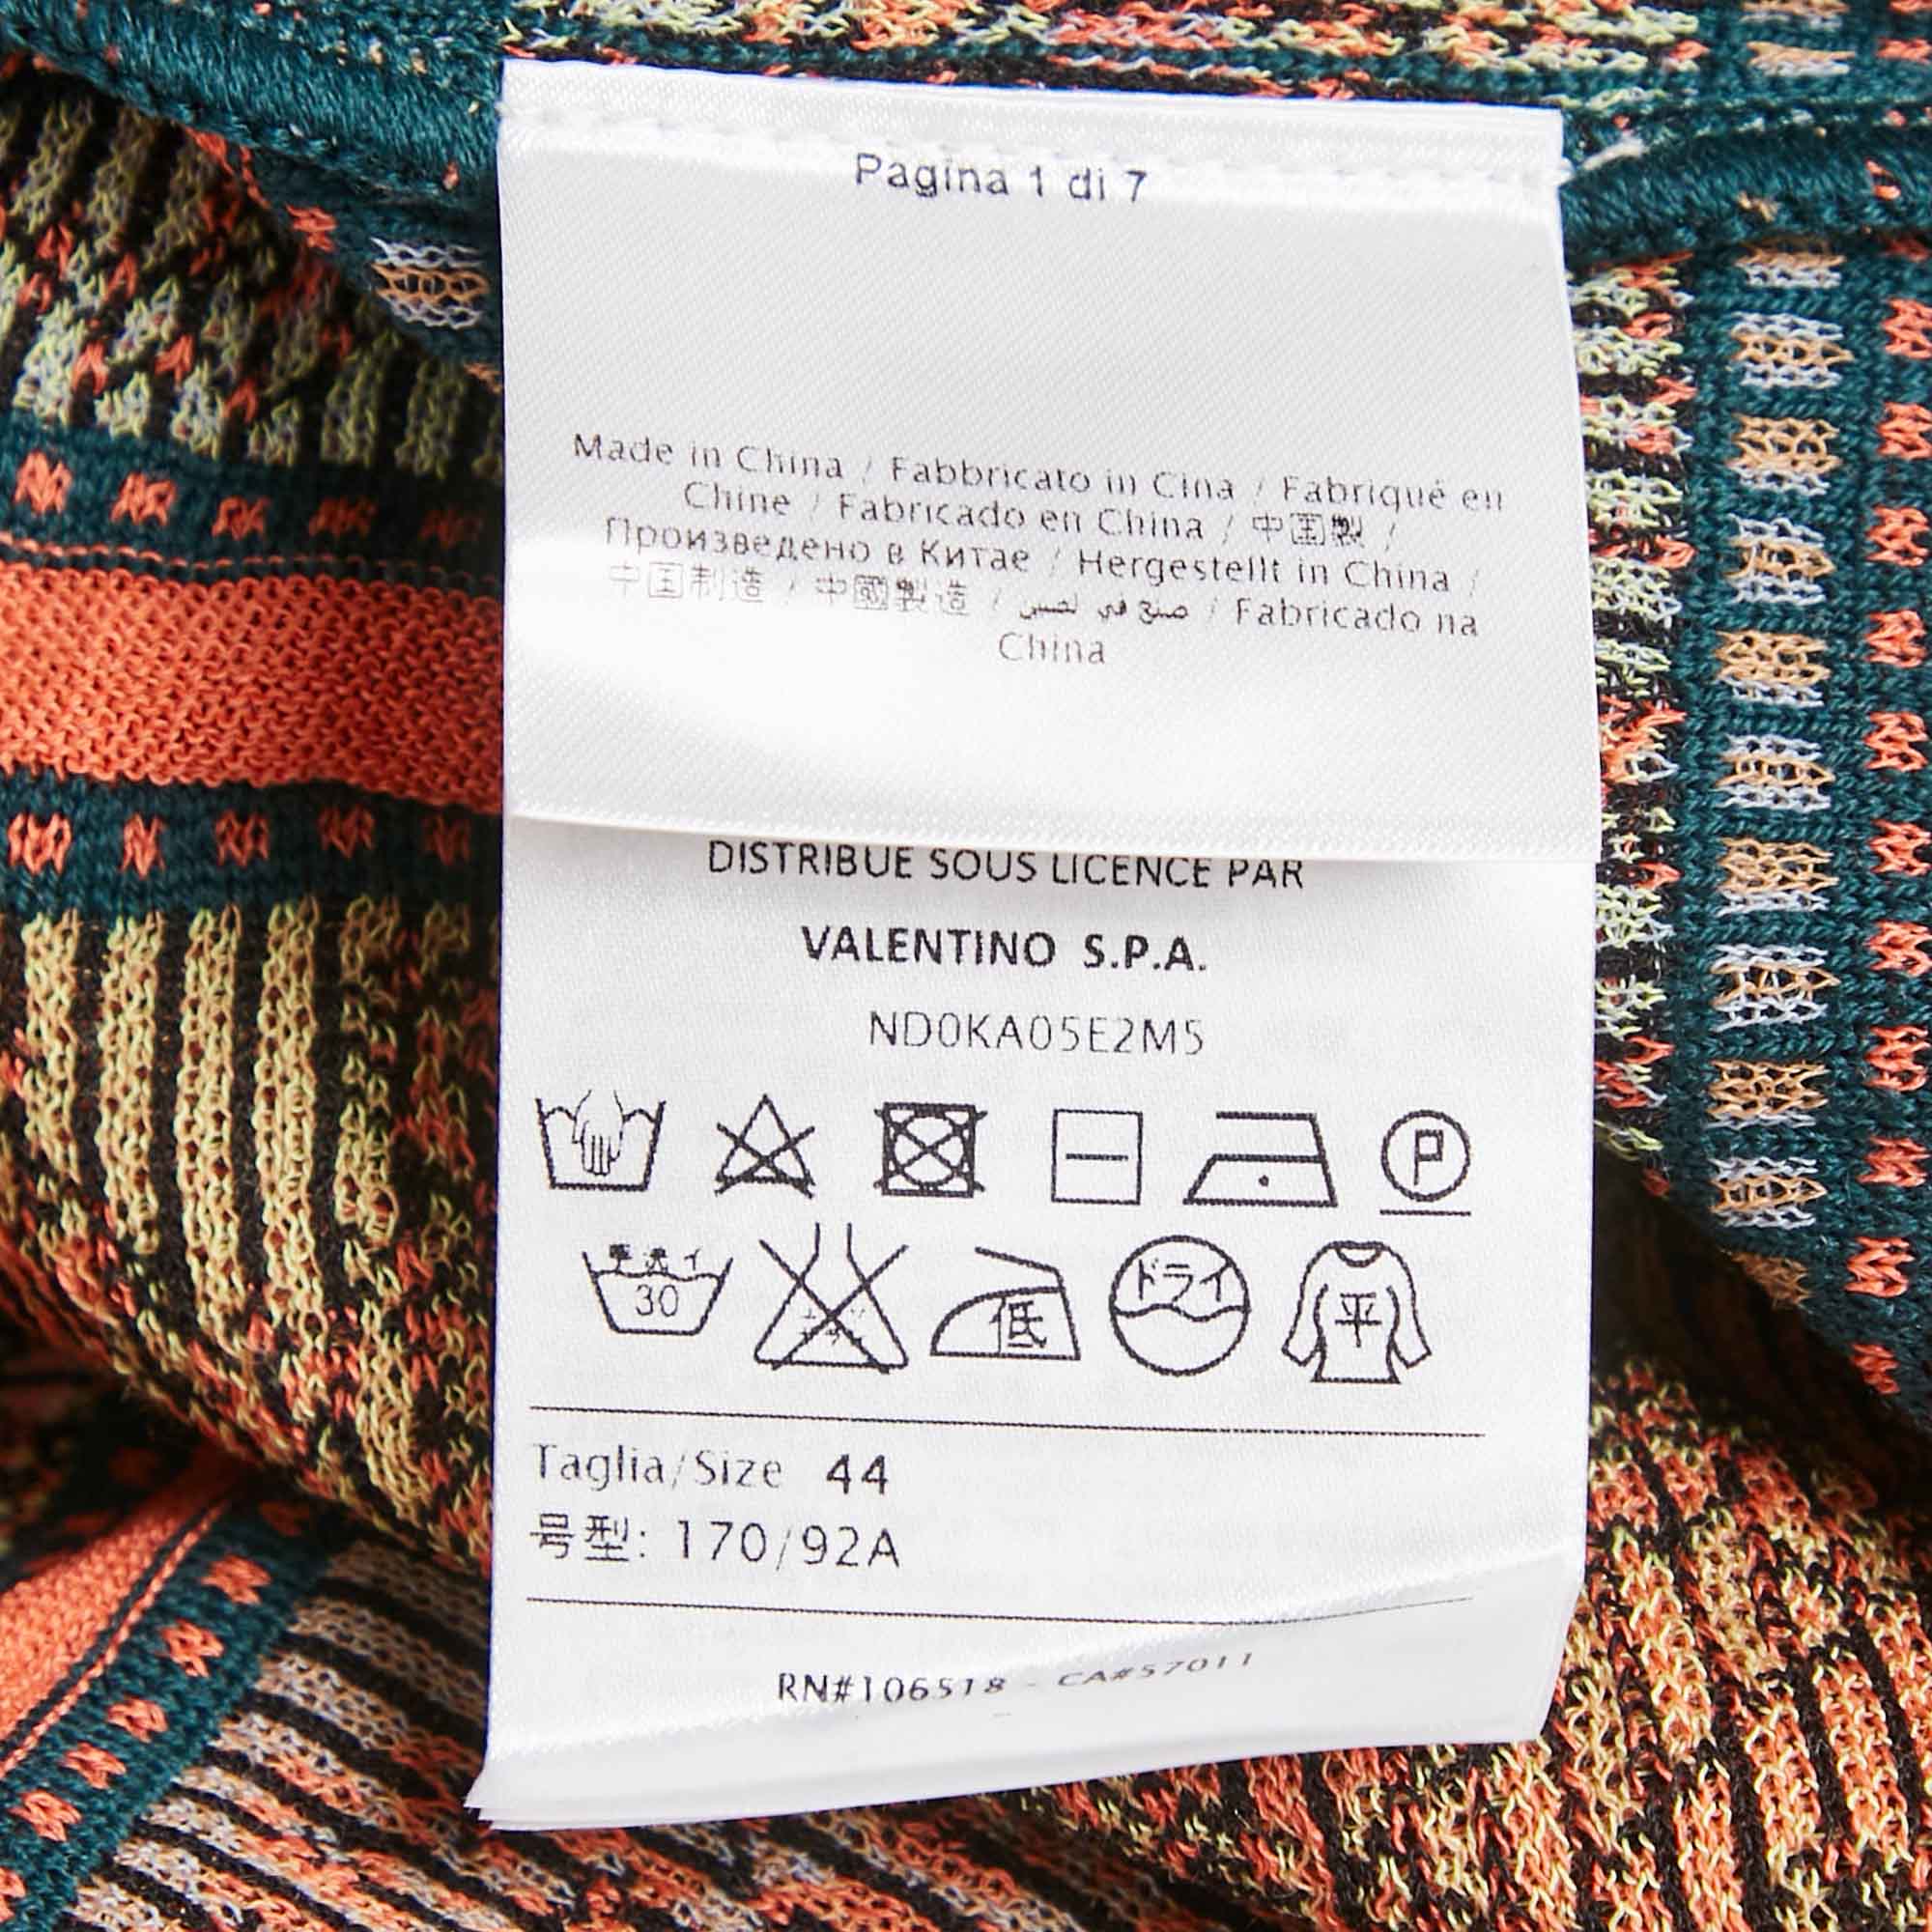 Pagina 1 di 7
Made in China / Fabbricato in Cina / Fabriqué en
Chine / Fabricado en China / 中国製 /
Произведено в Китае / Hergestellt in China /
中国制造 / 中國製造 / صنع في لصين / Fabricado na
China
DISTRIBUE SOUS LICENCE PAR
VALENTINO S.P.A.
ND0KA05E2M5
P
30 低 ドライ 平
Taglia/Size 44
号型: 170/92A
RN#106518 - CA#57011